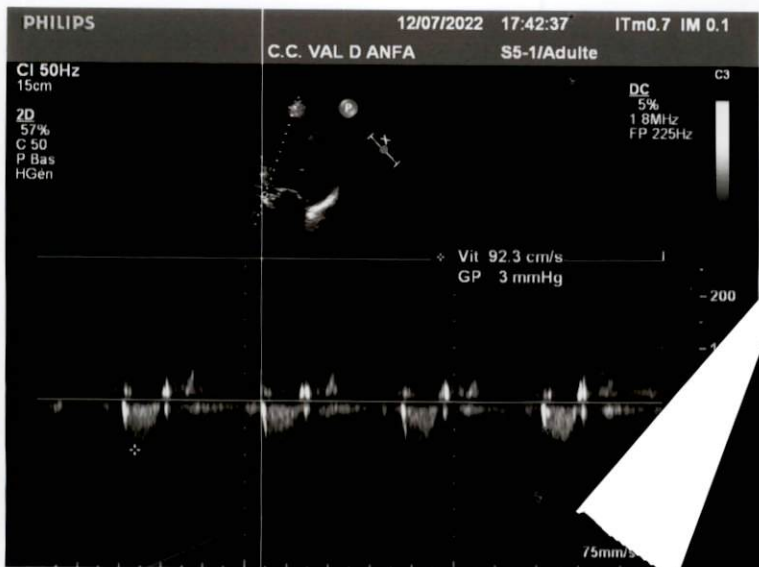 PHILIPS
12/07/2022 17:42:37 ITm0.7 IM 0.1
C.C. VAL D ANFA S5-1/Adulte
CI 50Hz
15cm
2D
57%
C 50
P Bas
HGén
P
X
C3
DC
5%
1 8MHz
FP 225Hz
Vit 92.3 cm/s
GP 3 mmHg
200
75mm/s